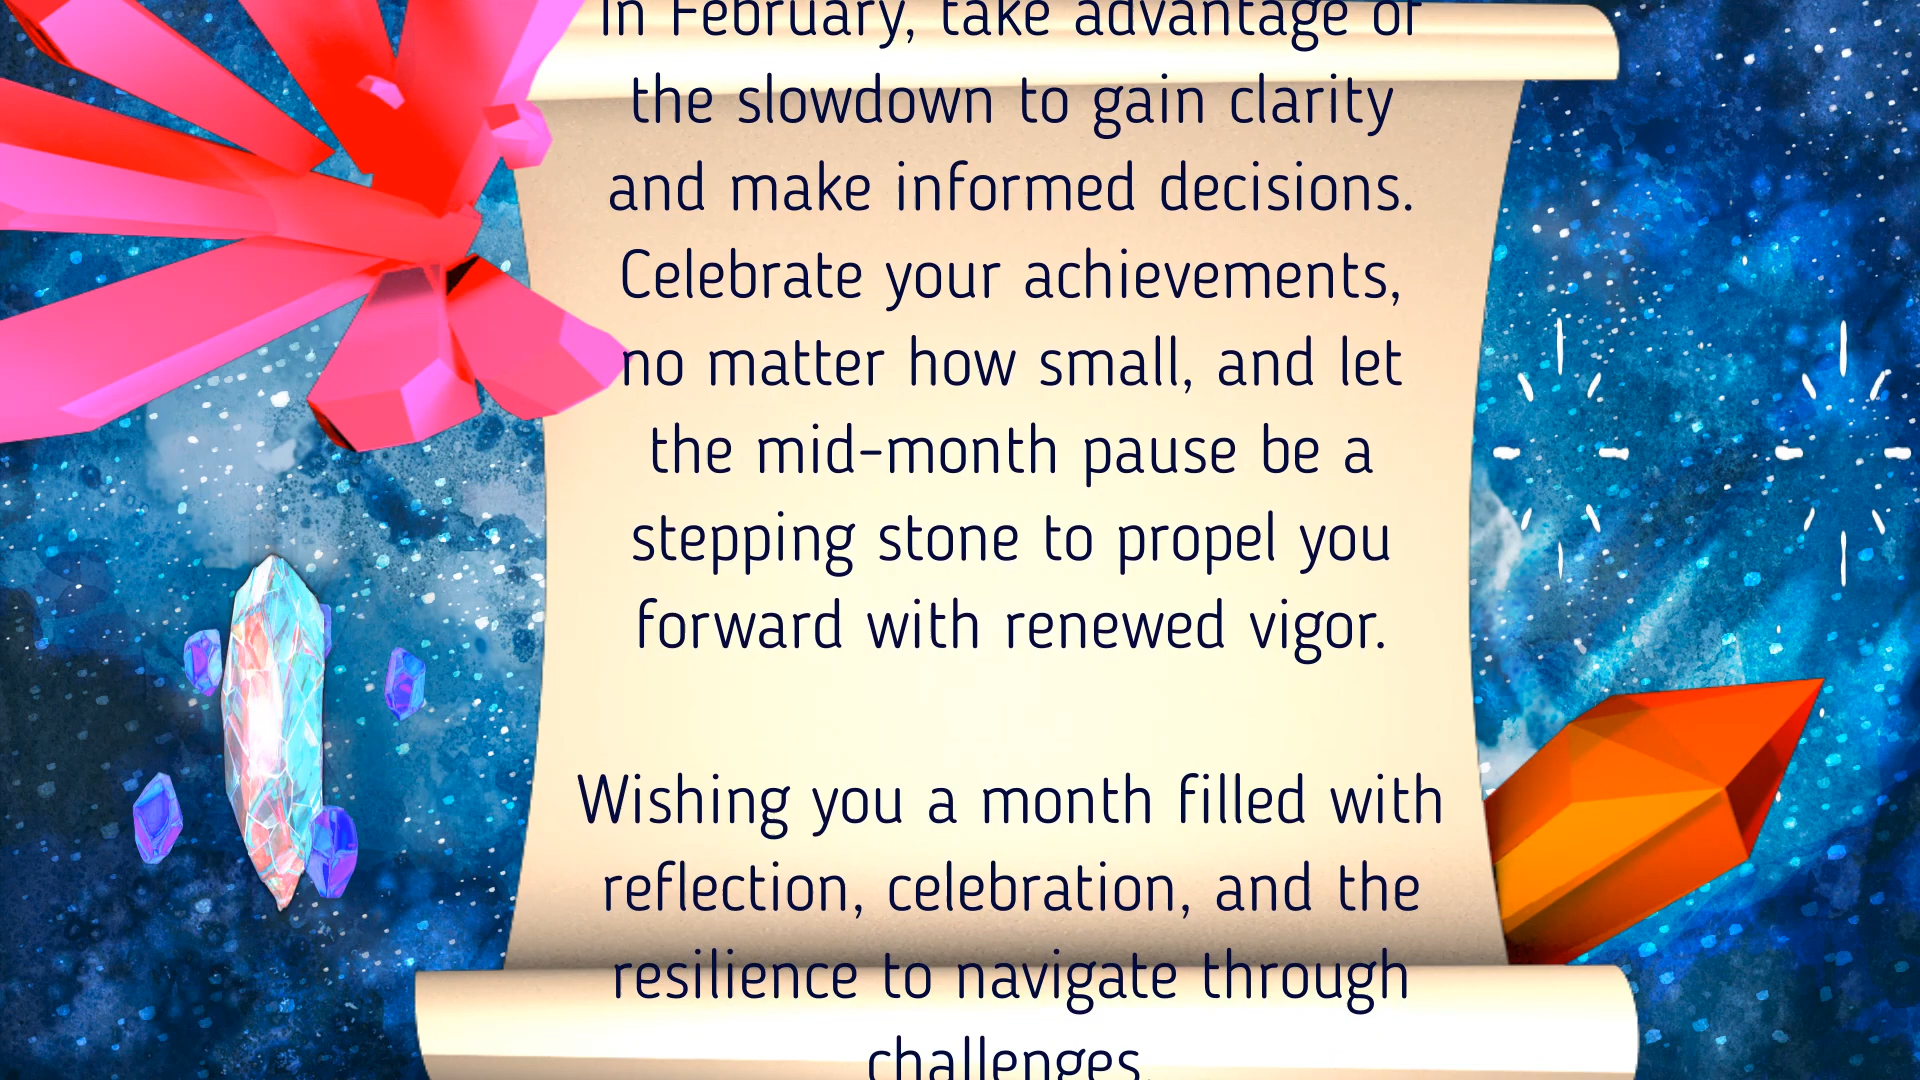 In February, take advantage of
the slowdown to gain clarity
and make informed decisions.
Celebrate your achievements,
no matter how small, and let
the mid-month pause be a
stepping stone to propel you
forward with renewed vigor.
Wishing you a month filled with
reflection, celebration, and the
resilience to navigate through
challenges.